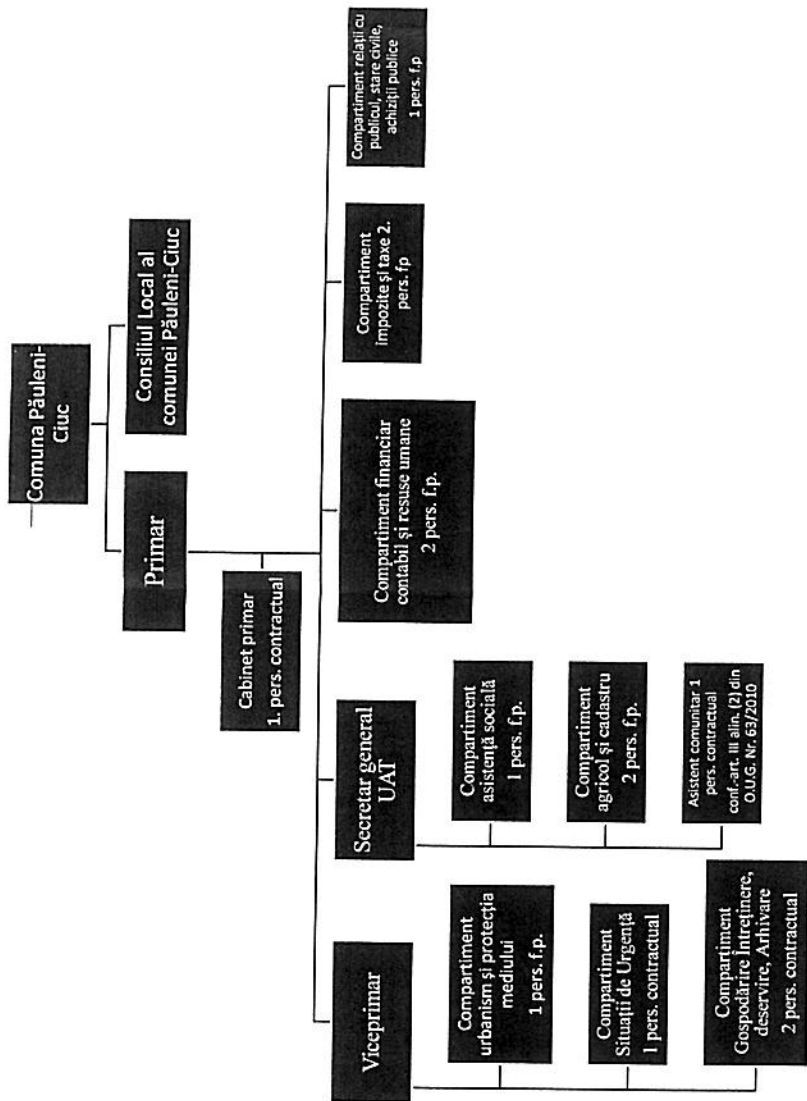 Comuna Păuleni-
Ciuc
Primar
Consiliul Local al
comunei Păuleni-Ciuc
Cabinet primar
1. pers. contractual
Viceprimar
Secretar general
UAT
Compartiment financiar
contabil și resuse umane
2 pers. f.p.
Compartiment
impozite și taxe 2.
pers. fp
Compartiment relații cu
publicul, stare civile,
achiziții publice
1 pers. f.p
Compartiment
urbanism și protecția
mediului
1 pers. f.p.
Compartiment
Situații de Urgență
1 pers. contractual
Compartiment
Gospodărire Întreținere,
deservire, Arhivare
2 pers. contractual
Compartiment
asistență socială
1 pers. f.p.
Compartiment
agricol și cadastru
2 pers. f.p.
Asistent comunitar 1
pers. contractual
conf.-art. III alin. (2) din
O.U.G. Nr. 63/2010